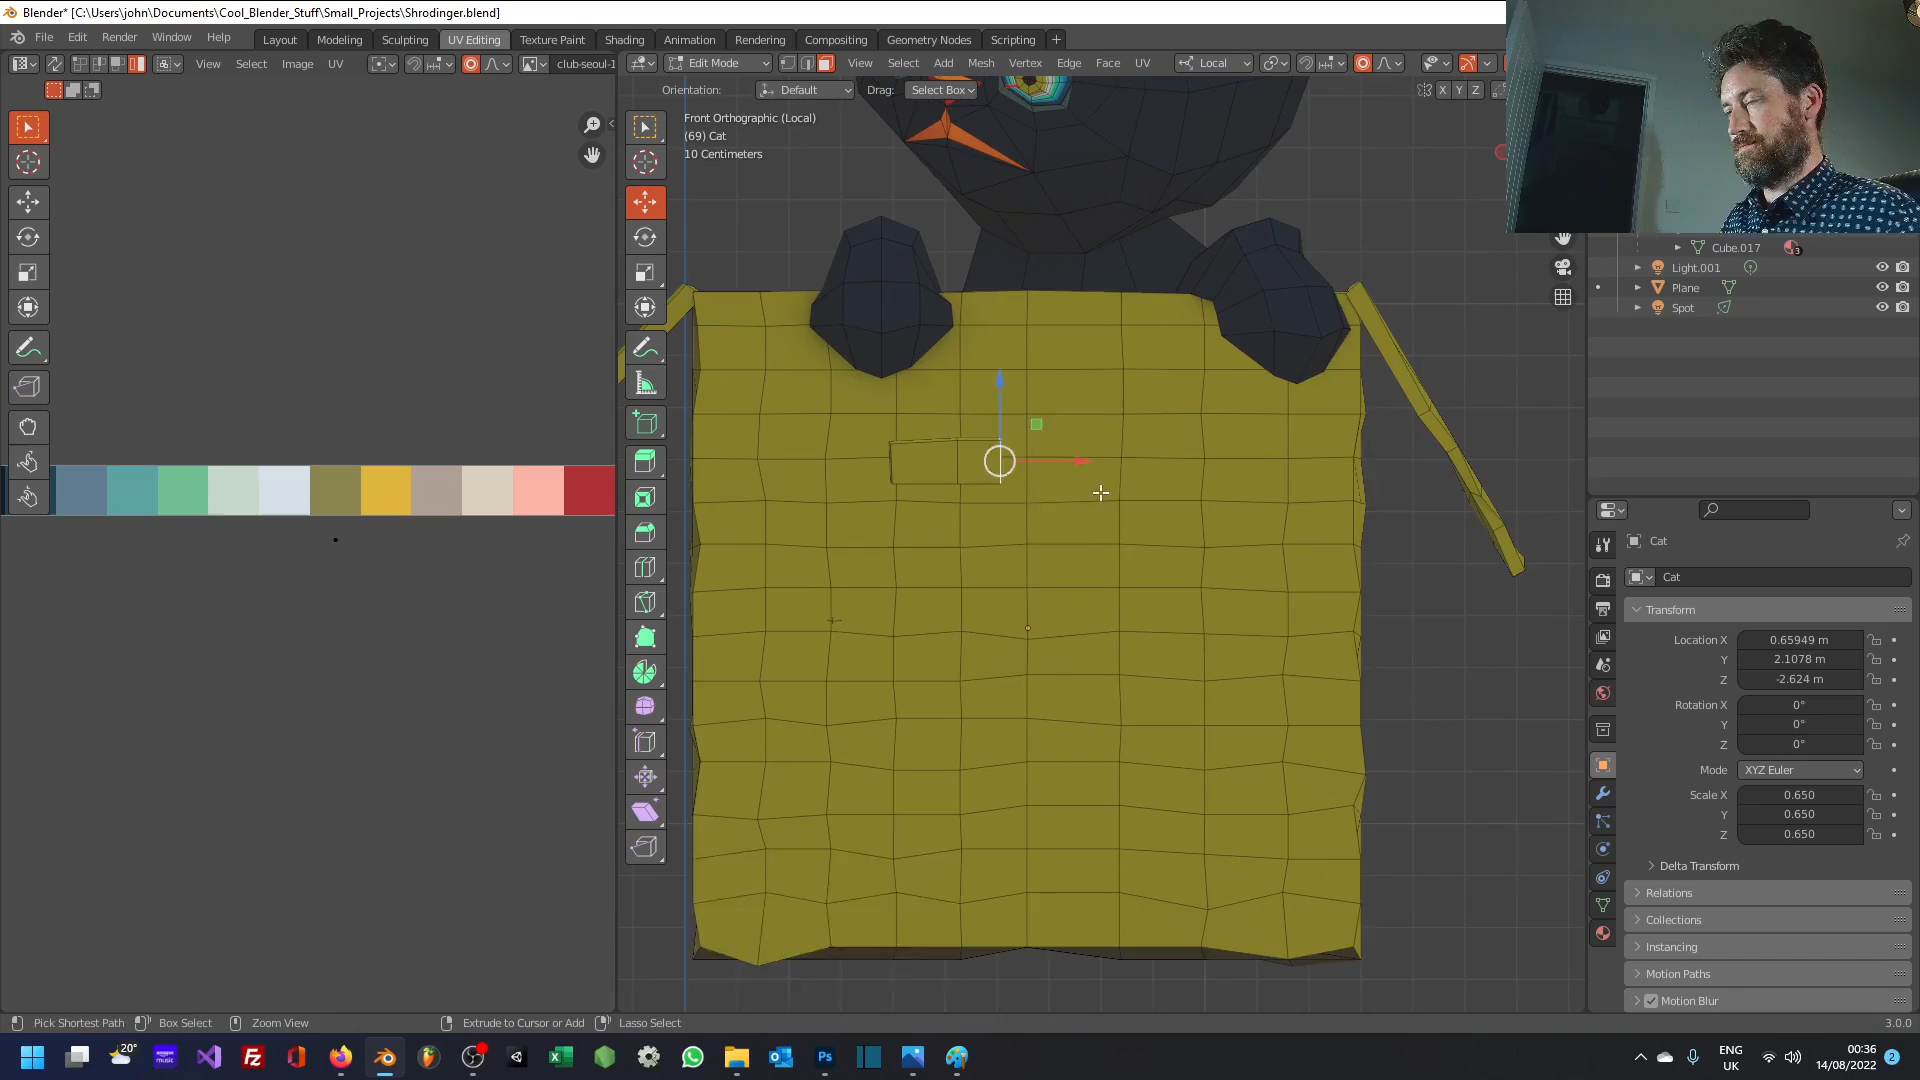 Blender* [C:\Users\john\Documents\Cool_Blender_Stuff\Small_Projects\Shrodinger.blend]
File Edit Render Window Help
Layout Modeling Sculpting UV Editing Texture Paint Shading Animation Rendering Compositing Geometry Nodes Scripting +
View Select Image UV club-seoul-1
Edit Mode View Select Add Mesh Vertex Edge Face UV Local
Orientation: Default Drag: Select Box X Y Z
Front Orthographic (Local)
(69) Cat
10 Centimeters
Cube.017 3
Light.001
Plane
Spot
Cat
Cat
Transform
Location X 0.65949 m
Y 2.1078 m
Z -2.624 m
Rotation X 0°
Y 0°
Z 0°
Mode XYZ Euler
Scale X 0.650
Y 0.650
Z 0.650
Delta Transform
Relations
Collections
Instancing
Motion Paths
Motion Blur
Pick Shortest Path Box Select Zoom View Extrude to Cursor or Add Lasso Select 3.0.0
20° music Fz Ps ENG 00:36
UK 14/08/2022 2